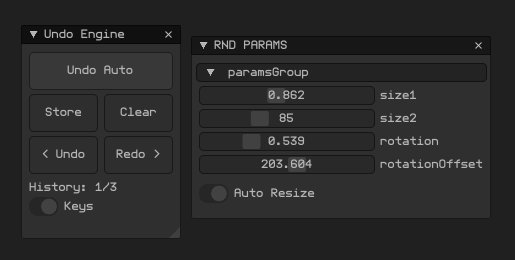 Undo Engine
Undo Auto
Store
Clear
< Undo
Redo >
History: 1/3
Keys
RND PARAMS
paramsGroup
0.862 size1
85 size2
0.539 rotation
203.604 rotationOffset
Auto Resize